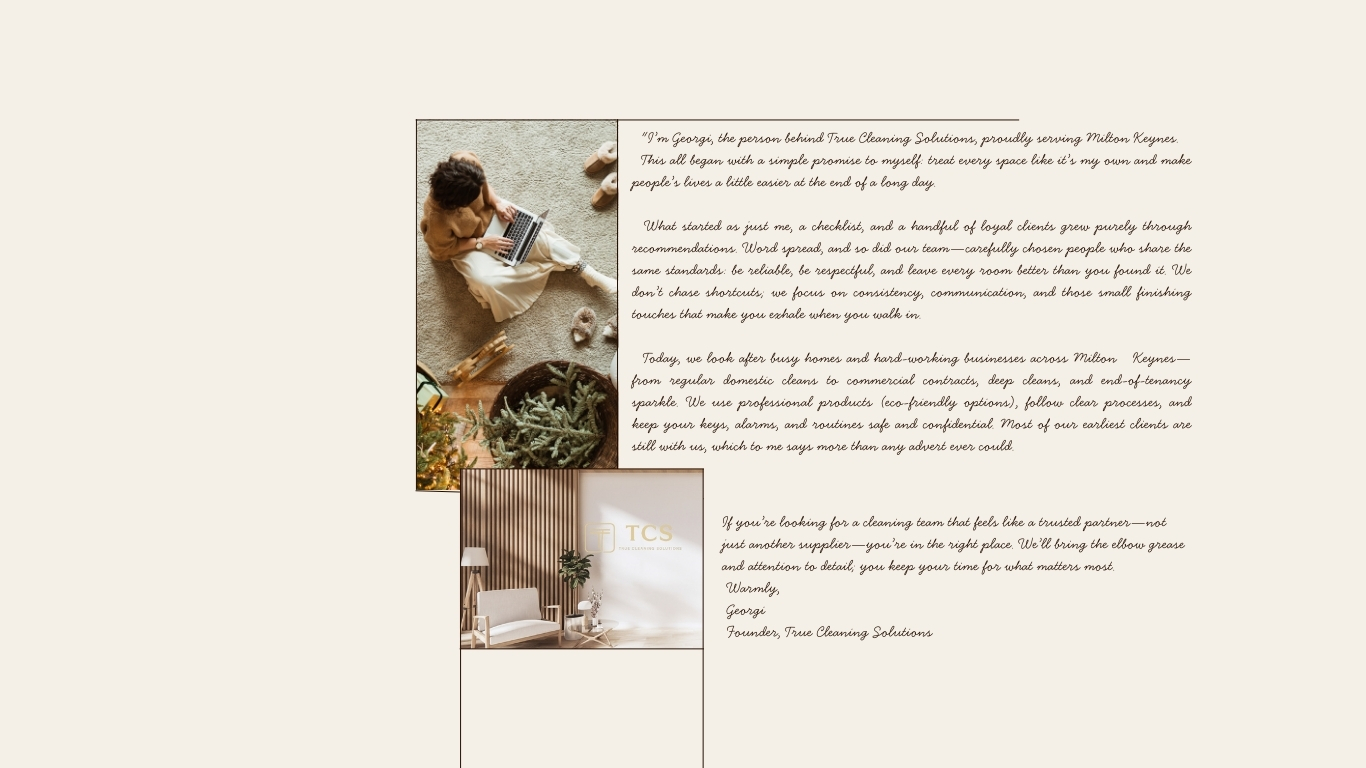 "I'm Georgi, the person behind True Cleaning Solutions, proudly serving Milton Keynes.
This all began with a simple promise to myself: treat every space like it's my own and make
people's lives a little easier at the end of a long day.
What started as just me, a checklist, and a handful of loyal clients grew purely through
recommendations. Word spread, and so did our team—carefully chosen people who share the
same standards: be reliable, be respectful, and leave every room better than you found it. We
don't chase shortcuts; we focus on consistency, communication, and those small finishing
touches that make you exhale when you walk in.
Today, we look after busy homes and hard-working businesses across Milton Keynes—
from regular domestic cleans to commercial contracts, deep cleans, and end-of-tenancy
sparkle. We use professional products (eco-friendly options), follow clear processes, and
keep your keys, alarms, and routines safe and confidential. Most of our earliest clients are
still with us, which to me says more than any advert ever could.
TCS
TRUE CLEANING SOLUTIONS
If you're looking for a cleaning team that feels like a trusted partner—not
just another supplier—you're in the right place. We'll bring the elbow grease
and attention to detail; you keep your time for what matters most.
Warmly,
Georgi
Founder, True Cleaning Solutions